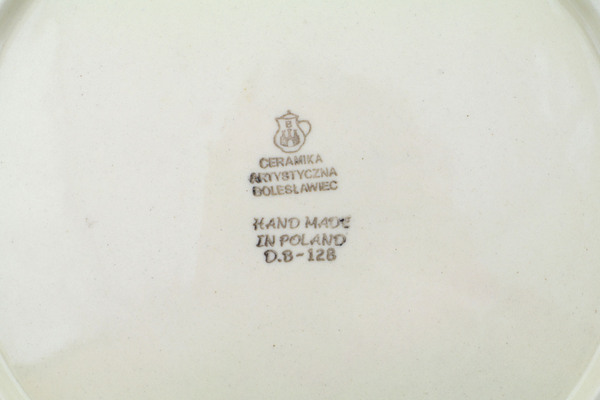 B
CERAMIKA
ARTYSTYCZNA
BOLESŁAWIEC
HAND MADE
IN POLAND
D.B-128